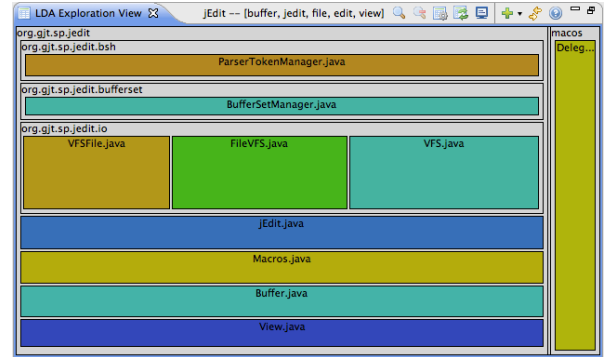 LDA Exploration View
jEdit -- [buffer, jedit, file, edit, view]
org.gjt.sp.jedit
macos
org.gjt.sp.jedit.bsh
Deleg...
ParserTokenManager.java
org.gjt.sp.jedit.bufferset
BufferSetManager.java
org.gjt.sp.jedit.io
VFSFile.java
FileVFS.java
VFS.java
jEdit.java
Macros.java
Buffer.java
View.java